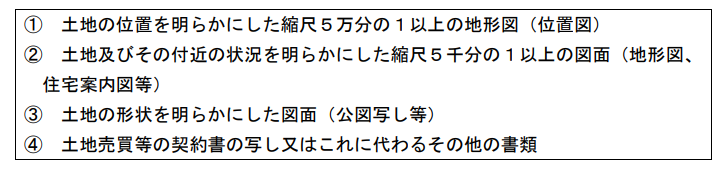 ① 土地の位置を明らかにした縮尺５万分の１以上の地形図（位置図）
② 土地及びその付近の状況を明らかにした縮尺５千分の１以上の図面（地形図、
住宅案内図等）
③ 土地の形状を明らかにした図面（公図写し等）
④ 土地売買等の契約書の写し又はこれに代わるその他の書類